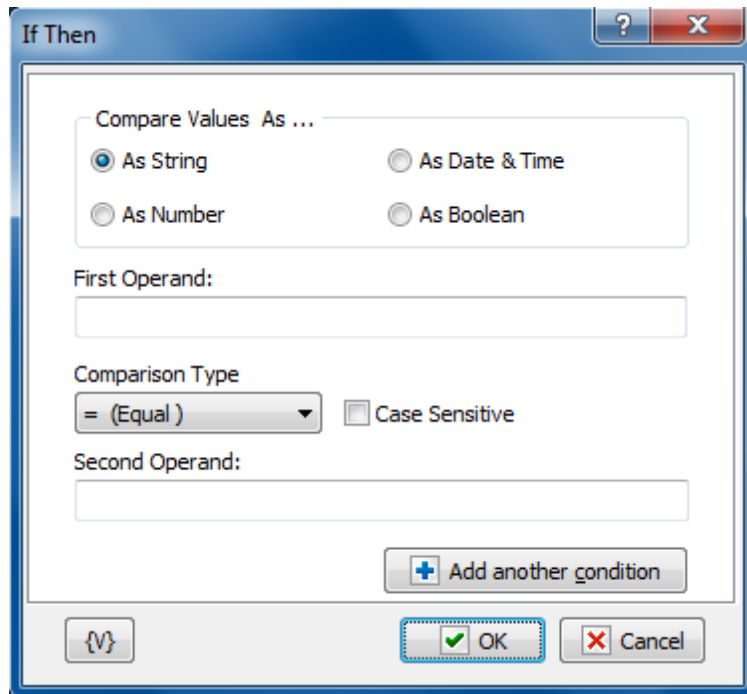 If Then
?
Compare Values As ...
As String
As Date & Time
As Number
As Boolean
First Operand:
Comparison Type
= (Equal )
Case Sensitive
Second Operand:
Add another condition
{V}
OK
Cancel